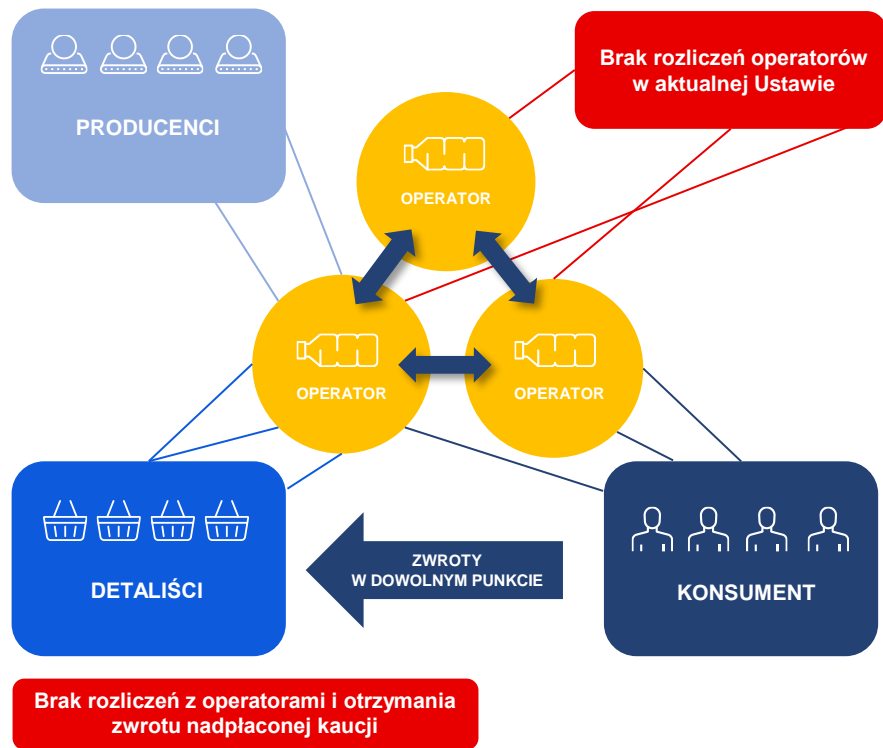 PRODUCENCI
Brak rozliczeń operatorów
w aktualnej Ustawie
OPERATOR
OPERATOR
OPERATOR
DETALIŚCI
ZWROTY
W DOWOLNYM PUNKCIE
KONSUMENT
Brak rozliczeń z operatorami i otrzymania
zwrotu nadpłaconej kaucji